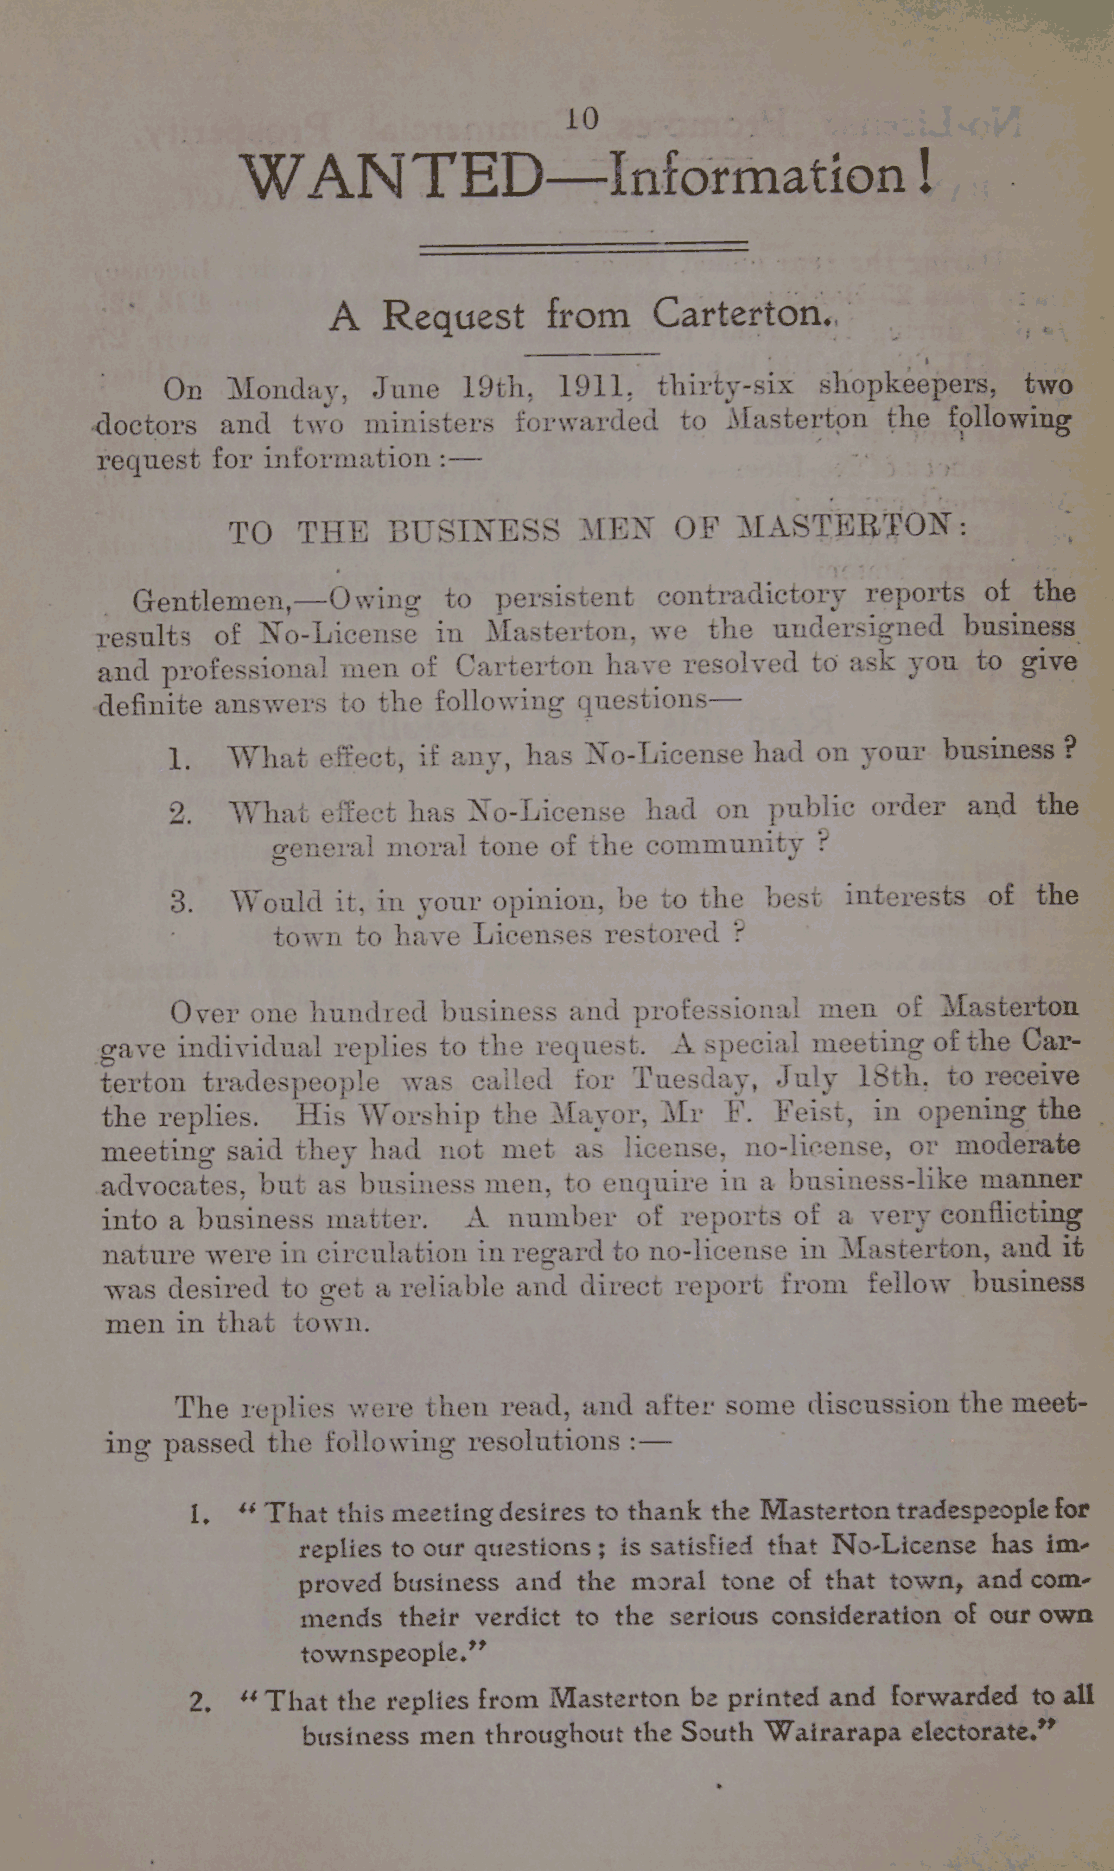 10
WANTED—Information!
A Request from Carterton.
On Monday, June 19th, 1911, thirty-six shopkeepers, two
doctors and two ministers forwarded to Masterton the following
request for information :—
TO THE BUSINESS MEN OF MASTERTON:
Gentlemen,—Owing to persistent contradictory reports of the
results of No-License in Masterton, we the undersigned business
and professional men of Carterton have resolved to ask you to give
definite answers to the following questions—
1. What effect, if any, has No-License had on your business ?
2. What effect has No-License had on public order and the
general moral tone of the community ?
3. Would it, in your opinion, be to the best interests of the
town to have Licenses restored ?
Over one hundred business and professional men of Masterton
gave individual replies to the request. A special meeting of the Car-
terton tradespeople was called for Tuesday, July 18th, to receive
the replies. His Worship the Mayor, Mr F. Feist, in opening the
meeting said they had not met as license, no-license, or moderate
advocates, but as business men, to enquire in a business-like manner
into a business matter. A number of reports of a very conflicting
nature were in circulation in regard to no-license in Masterton, and it
was desired to get a reliable and direct report from fellow business
men in that town.
The replies were then read, and after some discussion the meet-
ing passed the following resolutions :—
1. “That this meeting desires to thank the Masterton tradespeople for
replies to our questions; is satisfied that No-License has im-
proved business and the moral tone of that town, and com-
mends their verdict to the serious consideration of our own
townspeople.”
2. “That the replies from Masterton be printed and forwarded to all
business men throughout the South Wairarapa electorate.”